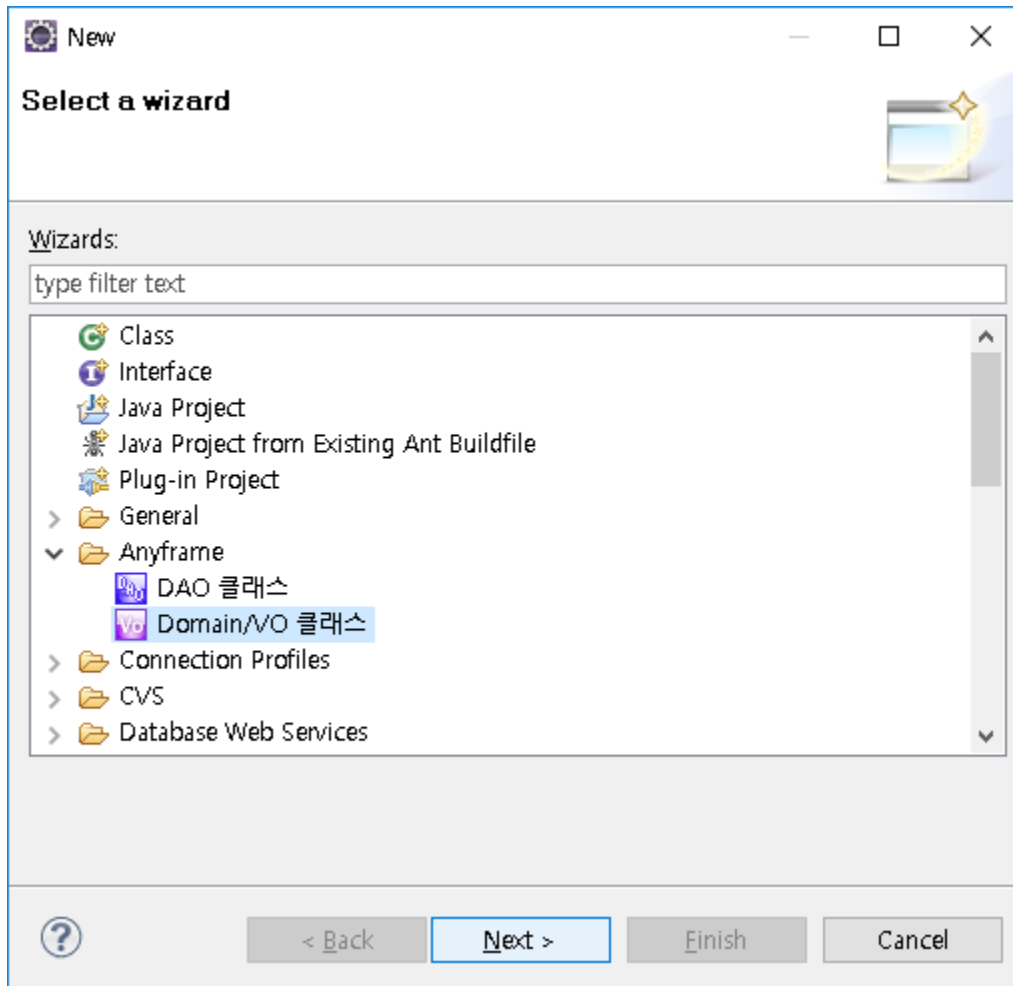 New
Select a wizard
Wizards:
type filter text
Class
Interface
Java Project
Java Project from Existing Ant Buildfile
Plug-in Project
General
Anyframe
DAO 클래스
Domain/VO 클래스
Connection Profiles
CVS
Database Web Services
< Back Next > Finish Cancel